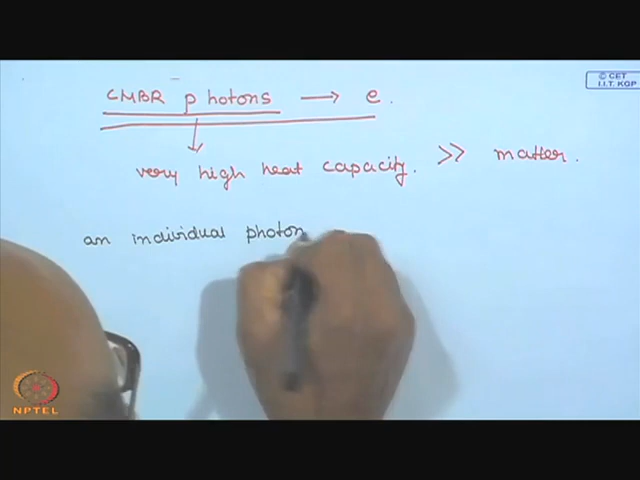 © CET
I.I.T. KGP
CMBR photons → e.
very high heat capacity. >> matter.
an individual photon
NPTEL